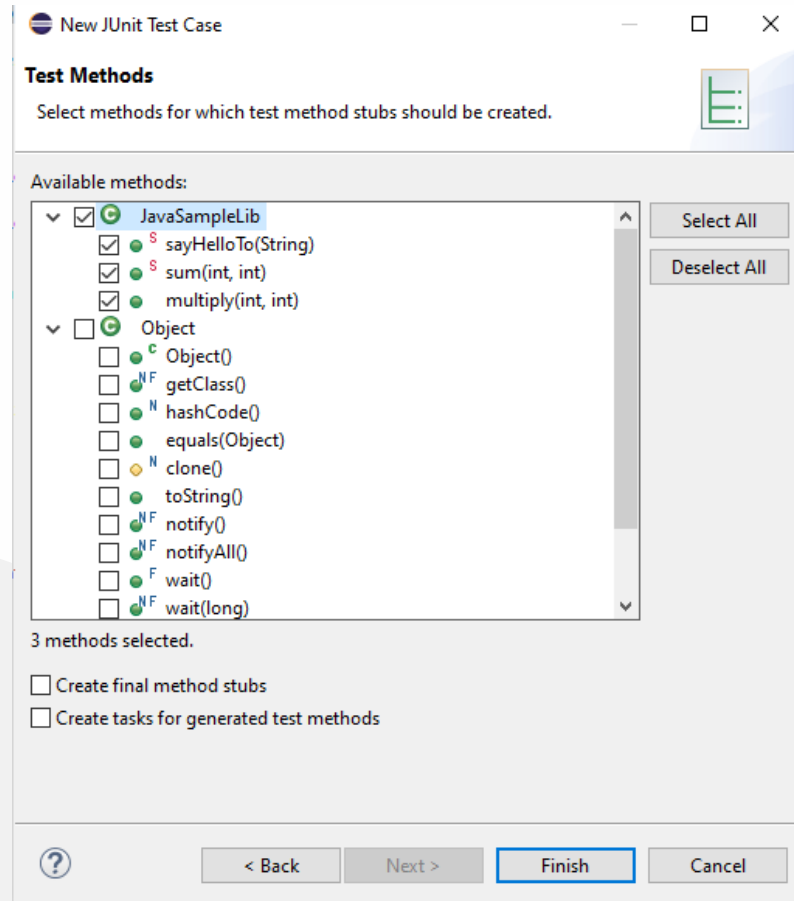 New JUnit Test Case
Test Methods
Select methods for which test method stubs should be created.
Available methods:
C JavaSampleLib
S sayHelloTo(String)
S sum(int, int)
multiply(int, int)
C Object
C Object()
NF getClass()
N hashCode()
equals(Object)
N clone()
toString()
NF notify()
NF notifyAll()
F wait()
NF wait(long)
Select All
Deselect All
3 methods selected.
Create final method stubs
Create tasks for generated test methods
? < Back Next > Finish Cancel